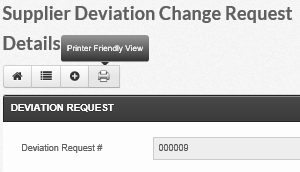 Supplier Deviation Change Request
Details
Printer Friendly View
DEVIATION REQUEST
Deviation Request #
000009